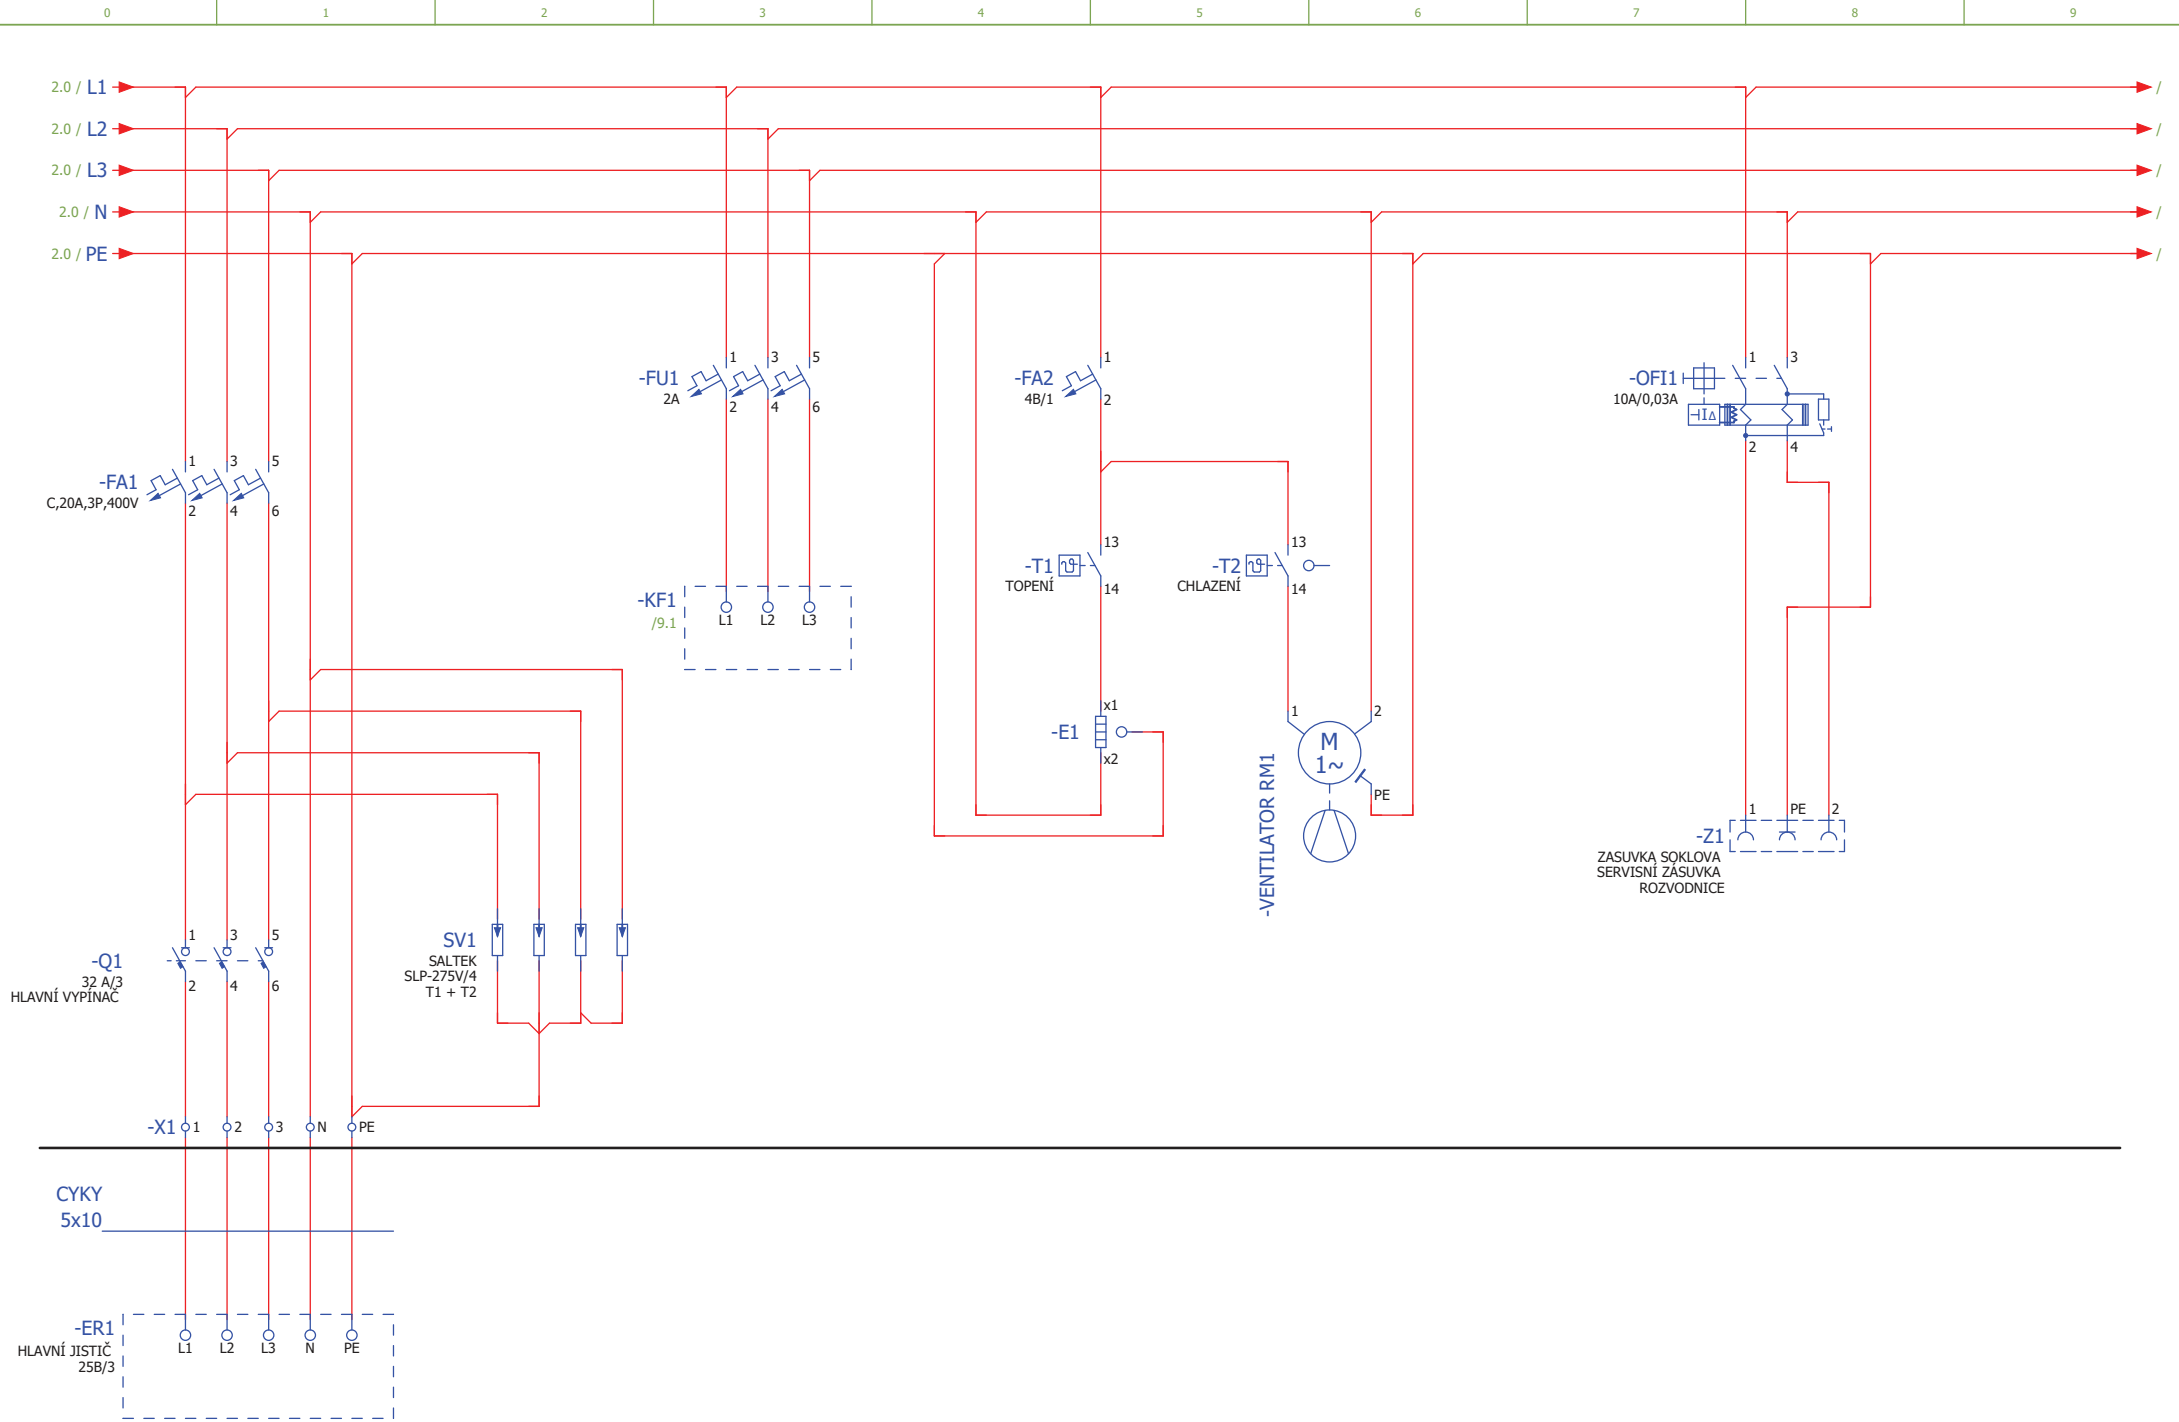 0 1 2 3 4 5 6 7 8 9
2.0 / L1 /
2.0 / L2 /
2.0 / L3 /
2.0 / N /
2.0 / PE /
-FU1
2A
1 3 5
2 4 6
-FA2
4B/1
1
2
-OFI1
10A/0,03A
1 3
⊣I∆
2 4
-FA1
C,20A,3P,400V
1 3 5
2 4 6
-T1
TOPENÍ
13
14
-T2
CHLAZENÍ
13
14
-KF1
/9.1
L1 L2 L3
-E1
x1
x2
-VENTILATOR RM1
1 2
M
1~
PE
-Z1
1 PE 2
ZASUVKA SOKLOVA
SERVISNÍ ZÁSUVKA
ROZVODNICE
-Q1
32 A/3
HLAVNÍ VYPÍNAČ
1 3 5
2 4 6
SV1
SALTEK
SLP-275V/4
T1 + T2
-X1 1 2 3 N PE
CYKY
5x10
-ER1
HLAVNÍ JISTIČ
25B/3
L1 L2 L3 N PE